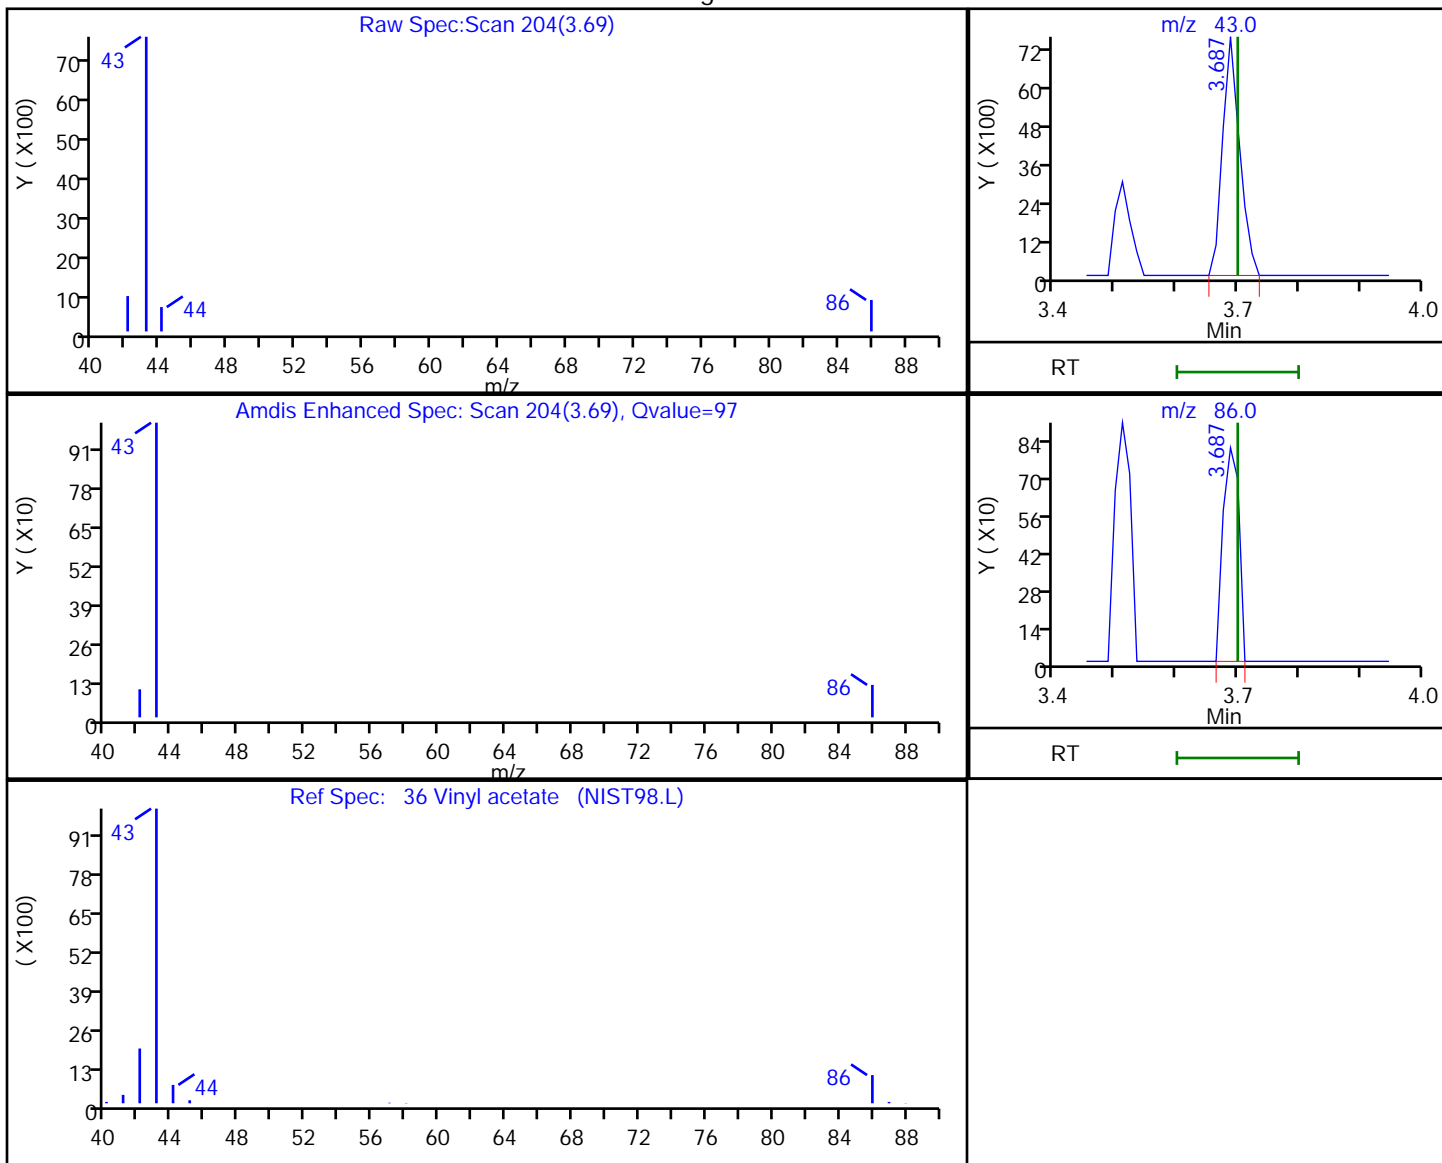 Raw Spec:Scan 204(3.69)
43
44
86
70
60
50
40
30
20
10
0
Y ( X100)
40 44 48 52 56 60 64 68 72 76 80 84 88
m/z
m/z 43.0
3.687
72
60
48
36
24
12
0
Y ( X100)
3.4 3.7 4.0
Min
RT
Amdis Enhanced Spec: Scan 204(3.69), Qvalue=97
43
86
91
78
65
52
39
26
13
0
Y ( X10)
40 44 48 52 56 60 64 68 72 76 80 84 88
m/z
m/z 86.0
3.687
84
70
56
42
28
14
0
Y ( X10)
3.4 3.7 4.0
Min
RT
Ref Spec: 36 Vinyl acetate (NIST98.L)
43
44
86
91
78
65
52
39
26
13
0
( X100)
40 44 48 52 56 60 64 68 72 76 80 84 88